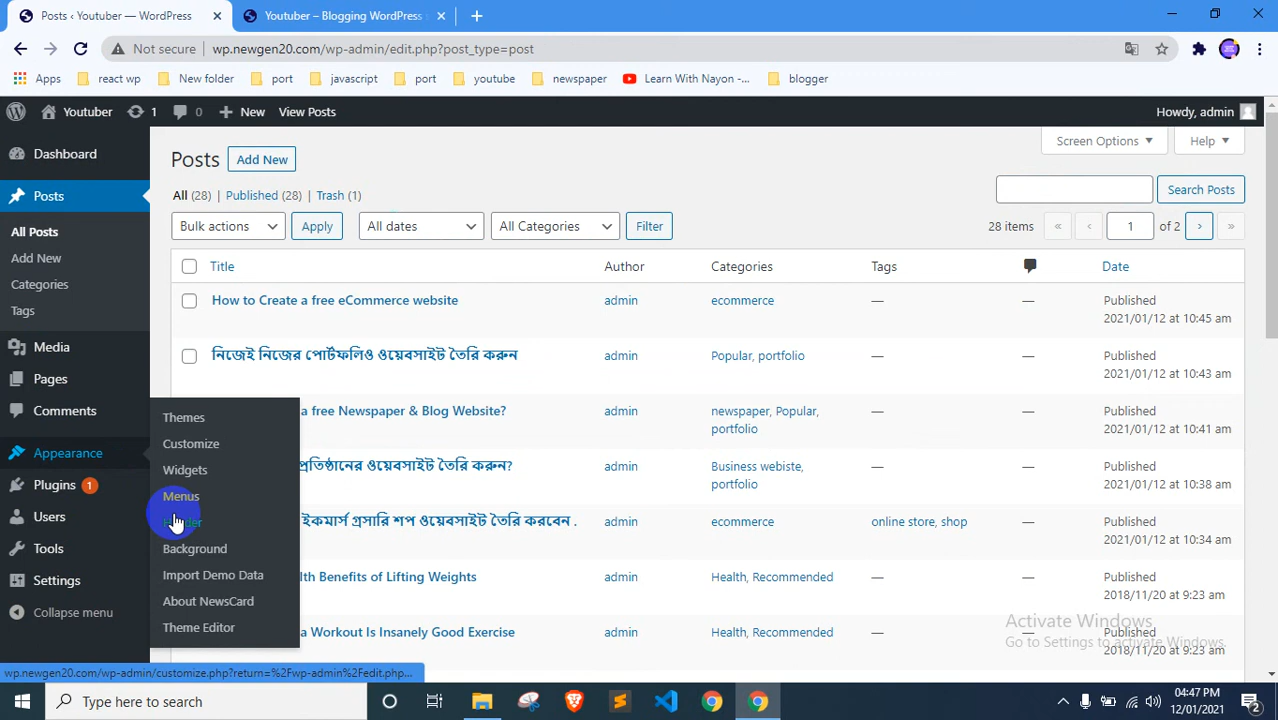 Posts ‹ Youtuber — WordPress
Youtuber – Blogging WordPress
Not secure
wp.newgen20.com/wp-admin/edit.php?post_type=post
Apps
react wp
New folder
port
javascript
port
youtube
newspaper
Learn With Nayon -...
blogger
Youtuber
1
0
New
View Posts
Howdy, admin
Dashboard
Posts
All Posts
Add New
Categories
Tags
Media
Pages
Comments
Appearance
Plugins 1
Users
Tools
Settings
Collapse menu
Themes
Customize
Widgets
Menus
Background
Import Demo Data
About NewsCard
Theme Editor
Posts
Add New
Screen Options
Help
All (28) | Published (28) | Trash (1)
Search Posts
Bulk actions
Apply
All dates
All Categories
Filter
28 items
«
‹
1
of 2
›
»
Title
Author
Categories
Tags
Date
How to Create a free eCommerce website
admin
ecommerce
—
—
Published
2021/01/12 at 10:45 am
নিজেই নিজের পোর্টফলিও ওয়েবসাইট তৈরি করুন
admin
Popular, portfolio
—
—
Published
2021/01/12 at 10:43 am
a free Newspaper & Blog Website?
admin
newspaper, Popular,
portfolio
—
—
Published
2021/01/12 at 10:41 am
প্রতিষ্ঠানের ওয়েবসাইট তৈরি করুন?
admin
Business webiste,
portfolio
—
—
Published
2021/01/12 at 10:38 am
ইকমার্স গ্রসারি শপ ওয়েবসাইট তৈরি করবেন .
admin
ecommerce
online store, shop
—
Published
2021/01/12 at 10:34 am
lth Benefits of Lifting Weights
admin
Health, Recommended
—
—
Published
2018/11/20 at 9:23 am
a Workout Is Insanely Good Exercise
admin
Health, Recommended
—
—
Published
2018/11/20 at 9:23 am
Activate Windows
Go to Settings to activate Windows.
wp.newgen20.com/wp-admin/customize.php?return=%2Fwp-admin%2Fedit.php...
Type here to search
04:47 PM
12/01/2021
2